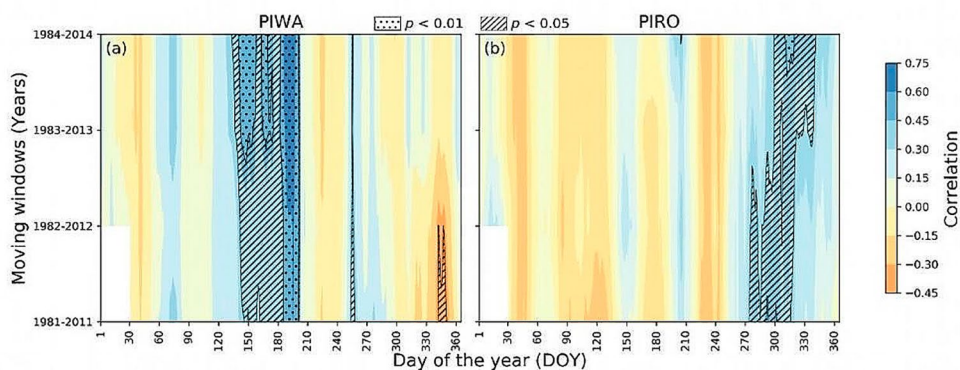 PIWA
p < 0.01
p < 0.05
PIRO
(a)
(b)
Moving windows (Years)
1984-2014
1983-2013
1982-2012
1981-2011
1 30 60 90 120 150 180 210 240 270 300 330 360
1 30 60 90 120 150 180 210 240 270 300 330 360
Day of the year (DOY)
0.75
0.60
0.45
0.30
0.15
0.00
−0.15
−0.30
−0.45
Correlation